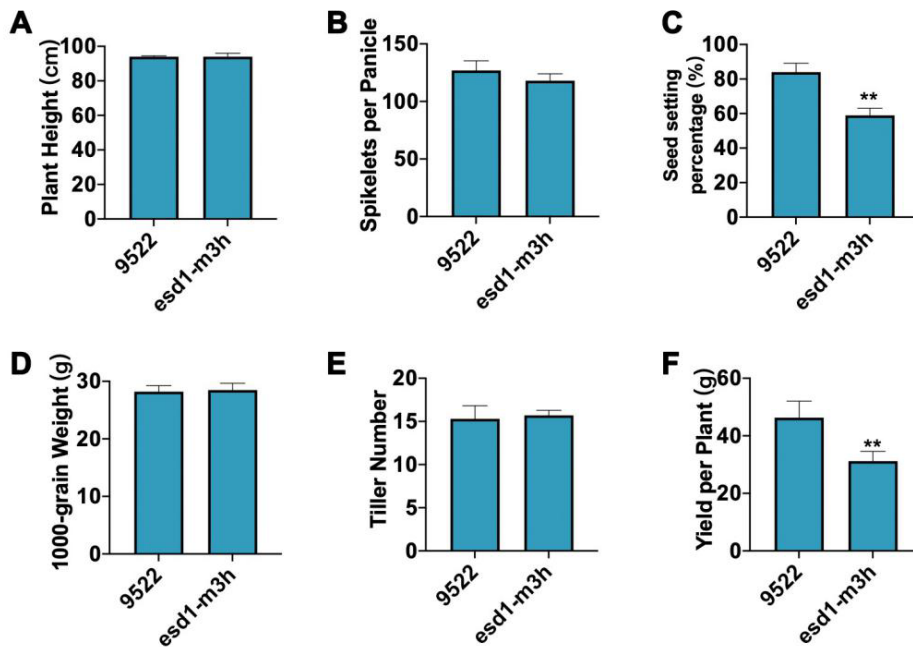 A
Plant Height (cm)
100
80
60
40
20
0
9522
esd1-m3h
B
Spikelets per Panicle
150
100
50
0
9522
esd1-m3h
C
Seed setting
percentage (%)
100
80
60
40
20
0
**
9522
esd1-m3h
D
1000-grain Weight (g)
30
20
10
0
9522
esd1-m3h
E
Tiller Number
20
15
10
5
0
9522
esd1-m3h
F
Yield per Plant (g)
60
40
20
0
**
9522
esd1-m3h